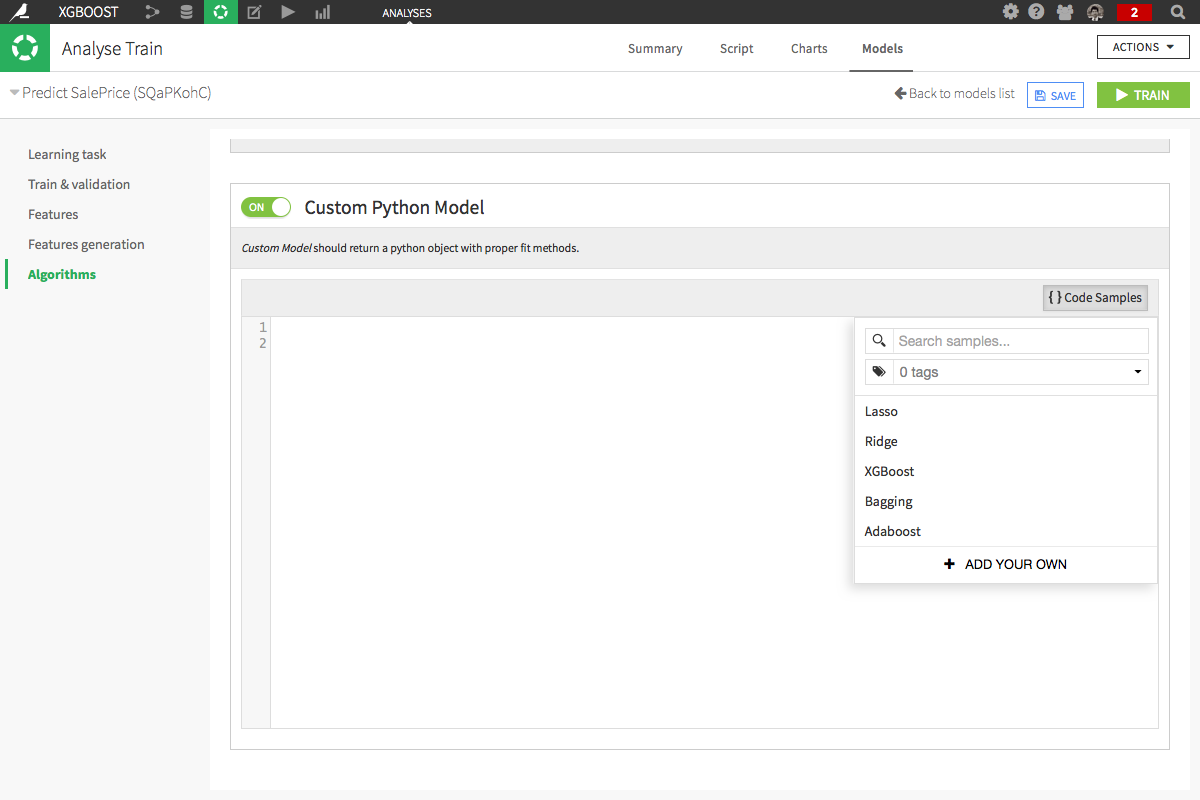 XGBOOST ANALYSES 2
Analyse Train Summary Script Charts Models ACTIONS
Predict SalePrice (SQaPKohC) Back to models list SAVE TRAIN
Learning task
Train & validation
Features
Features generation
Algorithms
ON Custom Python Model
Custom Model should return a python object with proper fit methods.
{ } Code Samples
1
2
Search samples...
0 tags
Lasso
Ridge
XGBoost
Bagging
Adaboost
+ ADD YOUR OWN